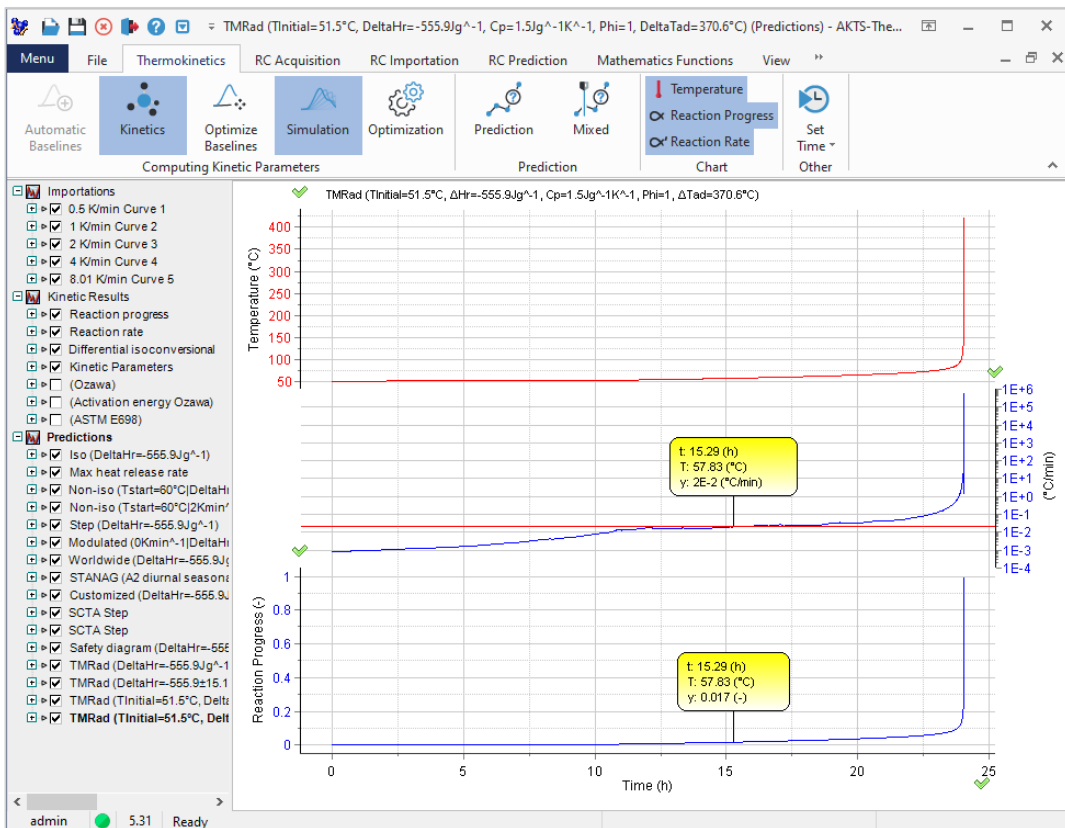 TMRad (TInitial=51.5°C, DeltaHr=-555.9Jg^-1, Cp=1.5Jg^-1K^-1, Phi=1, DeltaTad=370.6°C) (Predictions) - AKTS-The...
Menu File Thermokinetics RC Acquisition RC Importation RC Prediction Mathematics Functions View
Automatic Baselines
Kinetics
Optimize Baselines
Simulation
Optimization
Computing Kinetic Parameters
Prediction
Mixed
Prediction
Temperature
α Reaction Progress
α' Reaction Rate
Chart
Set Time
Other
Importations
0.5 K/min Curve 1
1 K/min Curve 2
2 K/min Curve 3
4 K/min Curve 4
8.01 K/min Curve 5
Kinetic Results
Reaction progress
Reaction rate
Differential isoconversional
Kinetic Parameters
(Ozawa)
(Activation energy Ozawa)
(ASTM E698)
Predictions
Iso (DeltaHr=-555.9Jg^-1)
Max heat release rate
Non-iso (Tstart=60°C|DeltaHr
Non-iso (Tstart=60°C|2Kmin^
Step (DeltaHr=-555.9Jg^-1)
Modulated (0Kmin^-1|DeltaHr
Worldwide (DeltaHr=-555.9Jg
STANAG (A2 diurnal seasona
Customized (DeltaHr=-555.9J
SCTA Step
SCTA Step
Safety diagram (DeltaHr=-555
TMRad (DeltaHr=-555.9Jg^-1
TMRad (DeltaHr=-555.9±15.1
TMRad (TInitial=51.5°C, Delta
TMRad (TInitial=51.5°C, Delt
TMRad (TInitial=51.5°C, ΔHr=-555.9Jg^-1, Cp=1.5Jg^-1K^-1, Phi=1, ΔTad=370.6°C)
Temperature (°C)
400
350
300
250
200
150
100
50
1E+6
1E+5
1E+4
1E+3
1E+2
1E+1
1E+0
1E-1
1E-2
1E-3
1E-4
(°C/min)
t: 15.29 (h)
T: 57.83 (°C)
y: 2E-2 (°C/min)
Reaction Progress (-)
1
0.8
0.6
0.4
0.2
0
t: 15.29 (h)
T: 57.83 (°C)
y: 0.017 (-)
0 5 10 15 20 25
Time (h)
admin 5.31 Ready